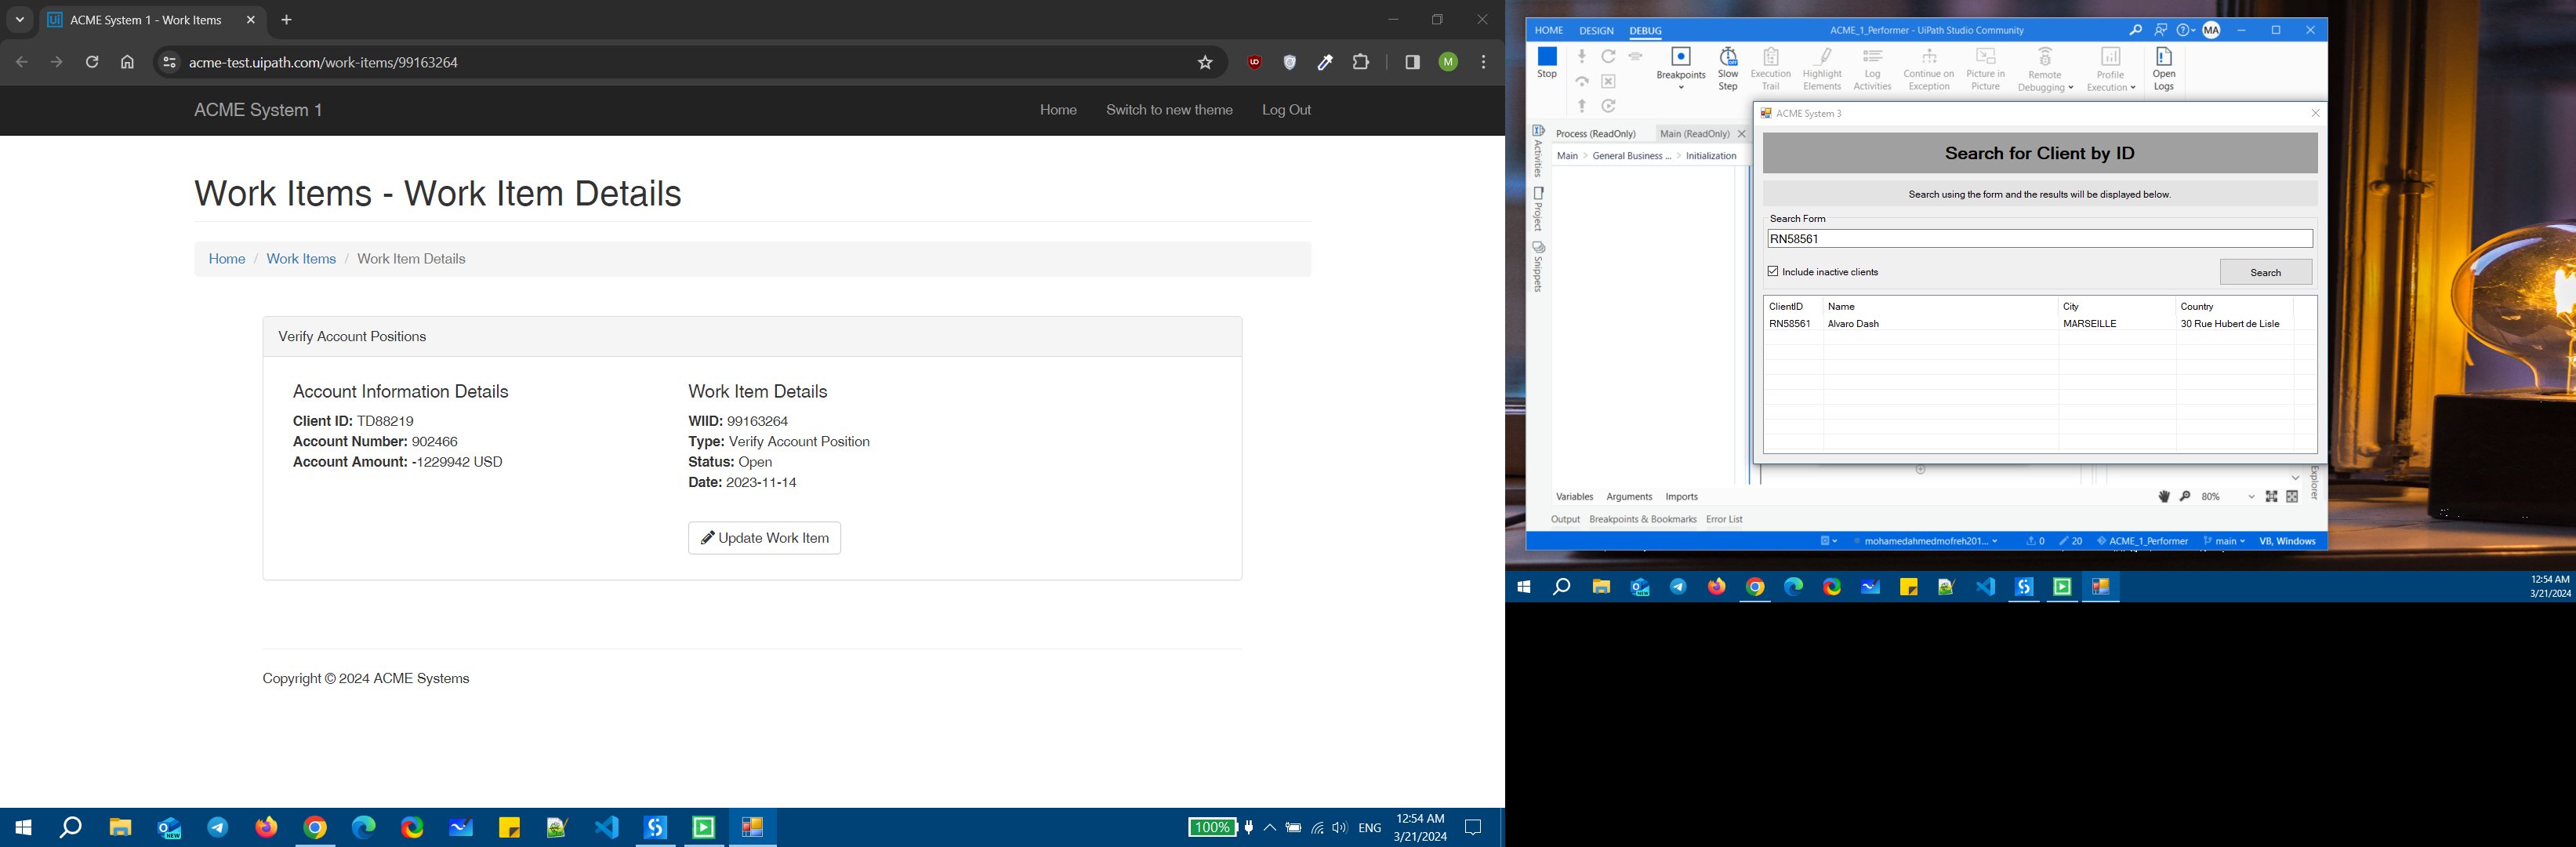 ACME System 1 - Work Items
acme-test.uipath.com/work-items/99163264
M
ACME System 1
Home
Switch to new theme
Log Out
Work Items - Work Item Details
Home / Work Items / Work Item Details
Verify Account Positions
Account Information Details
Client ID: TD88219
Account Number: 902466
Account Amount: -1229942 USD
Work Item Details
WIID: 99163264
Type: Verify Account Position
Status: Open
Date: 2023-11-14
Update Work Item
Copyright © 2024 ACME Systems
100%
ENG
12:54 AM
3/21/2024
HOME DESIGN DEBUG
ACME_1_Performer - UiPath Studio Community
MA
Stop
Breakpoints
Slow Step
Execution Trail
Highlight Elements
Log Activities
Continue on Exception
Picture in Picture
Remote Debugging
Profile Execution
Open Logs
Process (ReadOnly)
Main (ReadOnly)
Main > General Business ... > Initialization
Activities
Project
Snippets
ACME System 3
Search for Client by ID
Search using the form and the results will be displayed below.
Search Form
RN58561
Include inactive clients
Search
ClientID Name City Country
RN58561 Alvaro Dash MARSEILLE 30 Rue Hubert de Lisle
Explorer
Variables Arguments Imports
80%
Output Breakpoints & Bookmarks Error List
mohamedahmedmofreh201... 0 20 ACME_1_Performer main VB, Windows
12:54 AM
3/21/2024